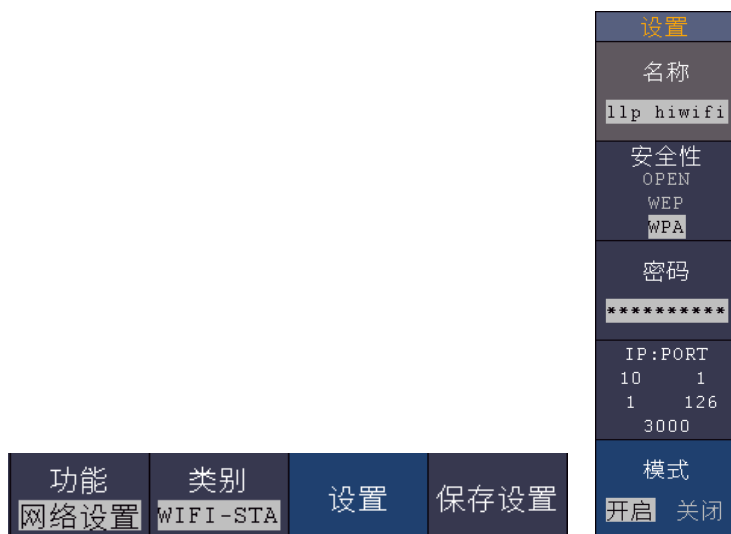 设置
名称
llp hiwifi
安全性
OPEN
WEP
WPA
密码
**********
IP:PORT
10 1
1 126
3000
模式
开启 关闭
功能 类别 设置 保存设置
网络设置 WIFI-STA